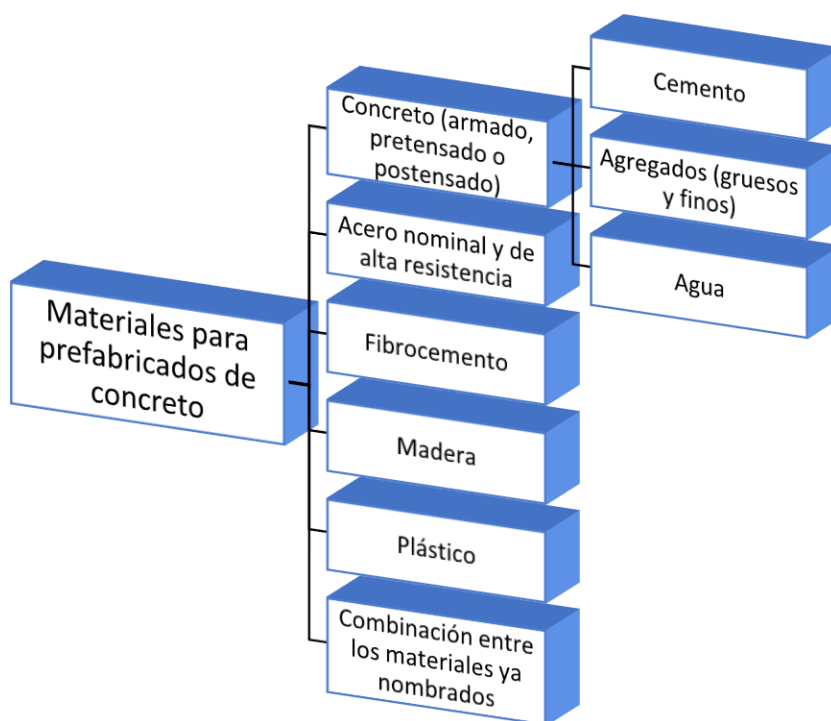 Materiales para
prefabricados de
concreto
Concreto (armado,
pretensado o
postensado)
Cemento
Agregados (gruesos
y finos)
Agua
Acero nominal y de
alta resistencia
Fibrocemento
Madera
Plástico
Combinación entre
los materiales ya
nombrados